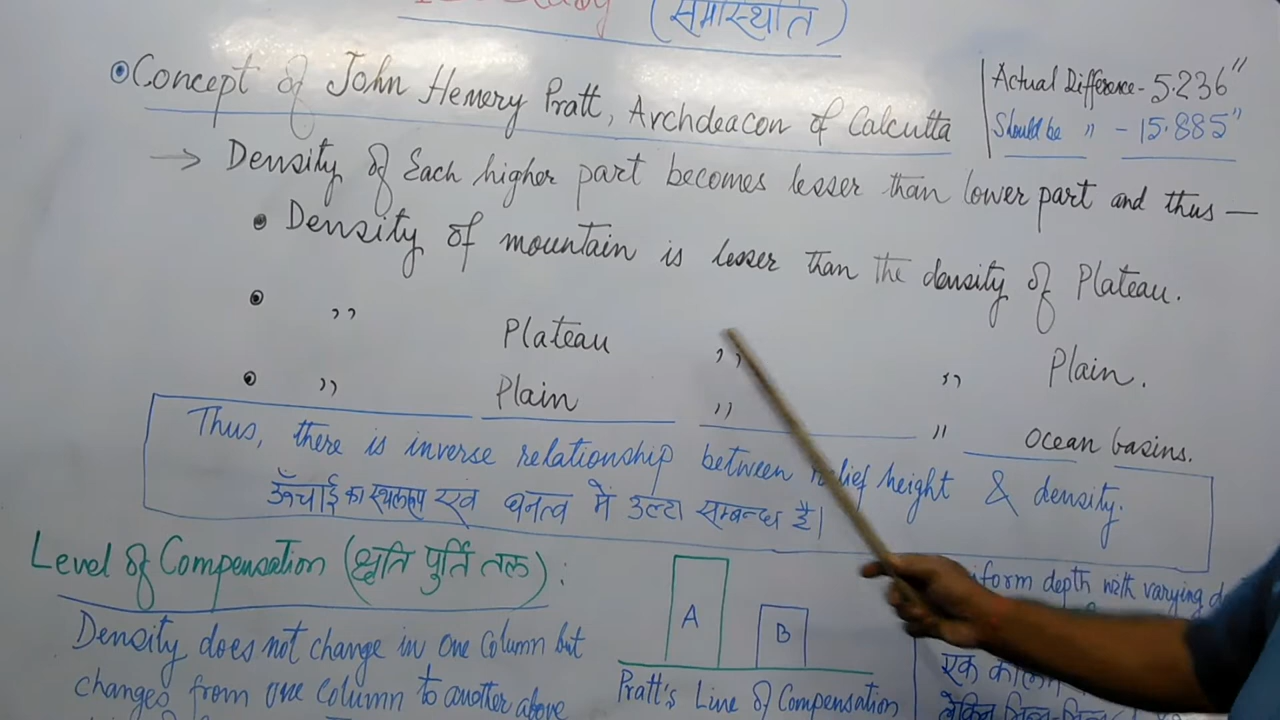 (समस्थिति)
Concept of John Hemery Pratt, Archdeacon of Calcutta
Actual Difference - 5.236"
Should be " - 15.885"
→ Density of Each higher part becomes lesser than lower part and thus —
• Density of mountain is lesser than the density of Plateau.
• ,, Plateau ,, ,, Plain.
• ,, Plain ,, ,, Ocean basins.
Thus, there is inverse relationship between relief height & density.
ऊँचाई का स्थलरूप एवं घनत्व में उल्टा सम्बन्ध है।
Level of Compensation (क्षति पुर्ति तल) :
Density does not change in one Column but
changes from one Column to another above
A
B
Pratt's Line of Compensation
iform depth with varying d
एक